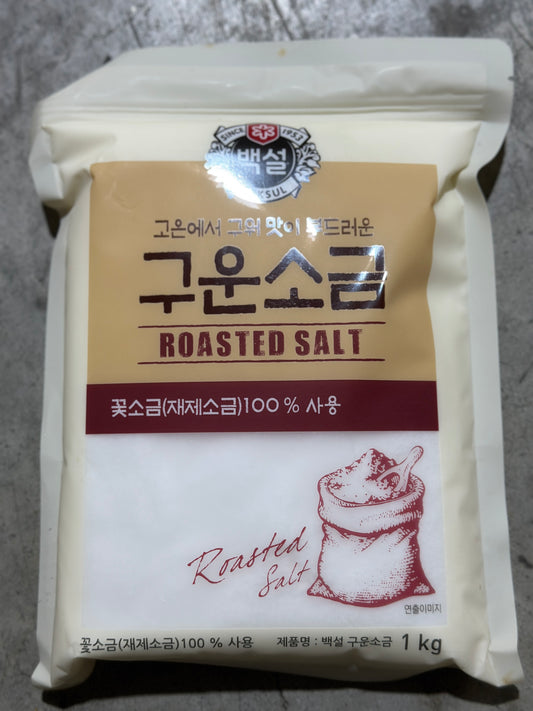 SINCE 1953
백설
고온에서 구워 맛이 부드러운
구운소금
ROASTED SALT
꽃소금(재제소금)100 % 사용
Roasted
Salt
연출이미지
꽃소금(재제소금)100 % 사용 제품명 : 백설 구운소금 1 kg